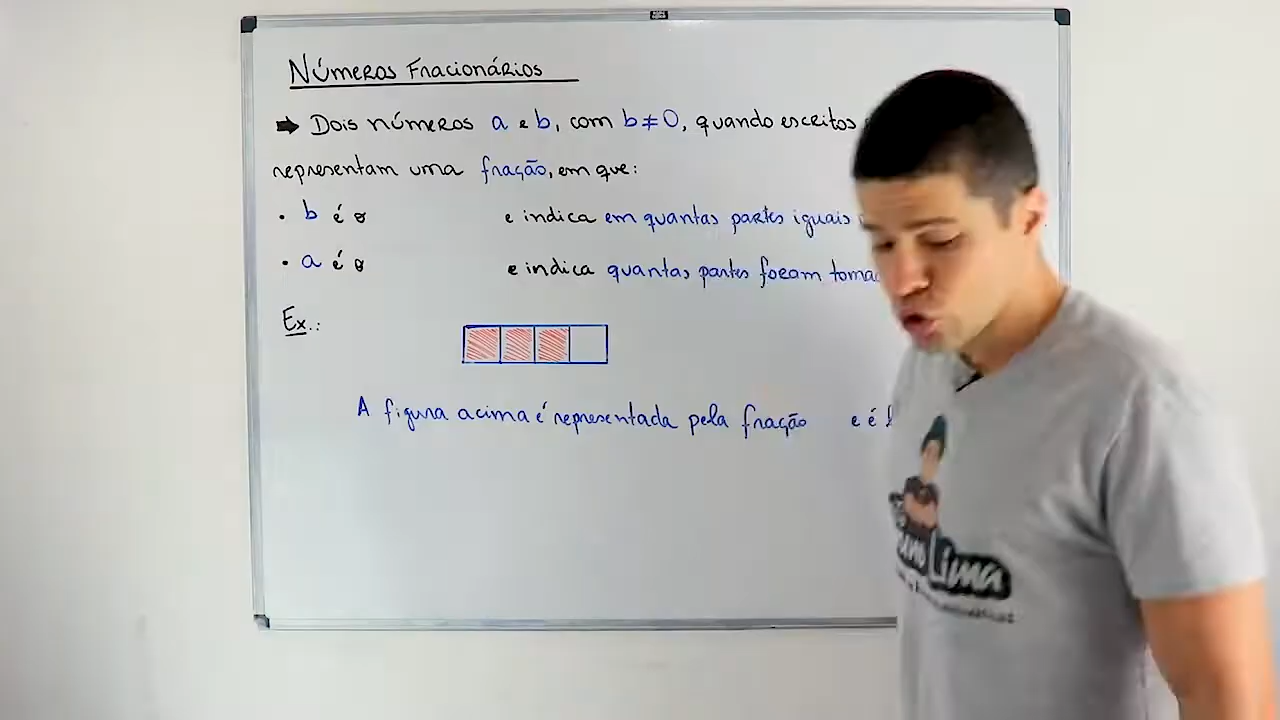 Números Fracionários
➡ Dois números a e b, com b ≠ 0, quando escritos
representam uma fração, em que:
• b é o e indica em quantas partes iguais
• a é o e indica quantas partes foram
Ex.:
A figura acima é representada pela fração e é
Lima